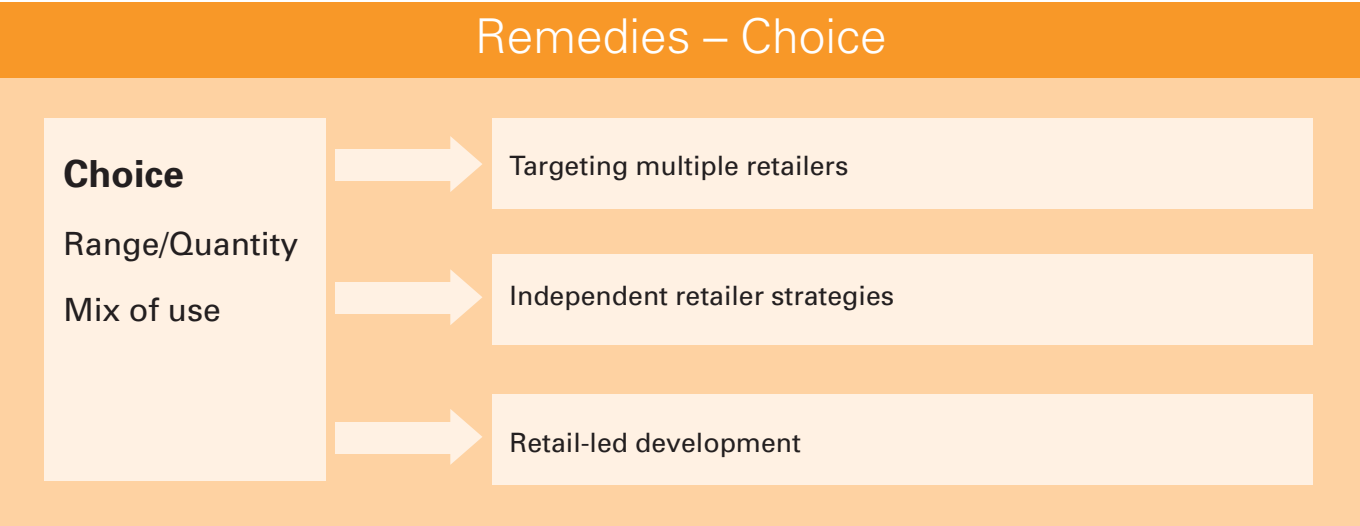 Remedies – Choice
Choice
Range/Quantity
Mix of use
Targeting multiple retailers
Independent retailer strategies
Retail-led development